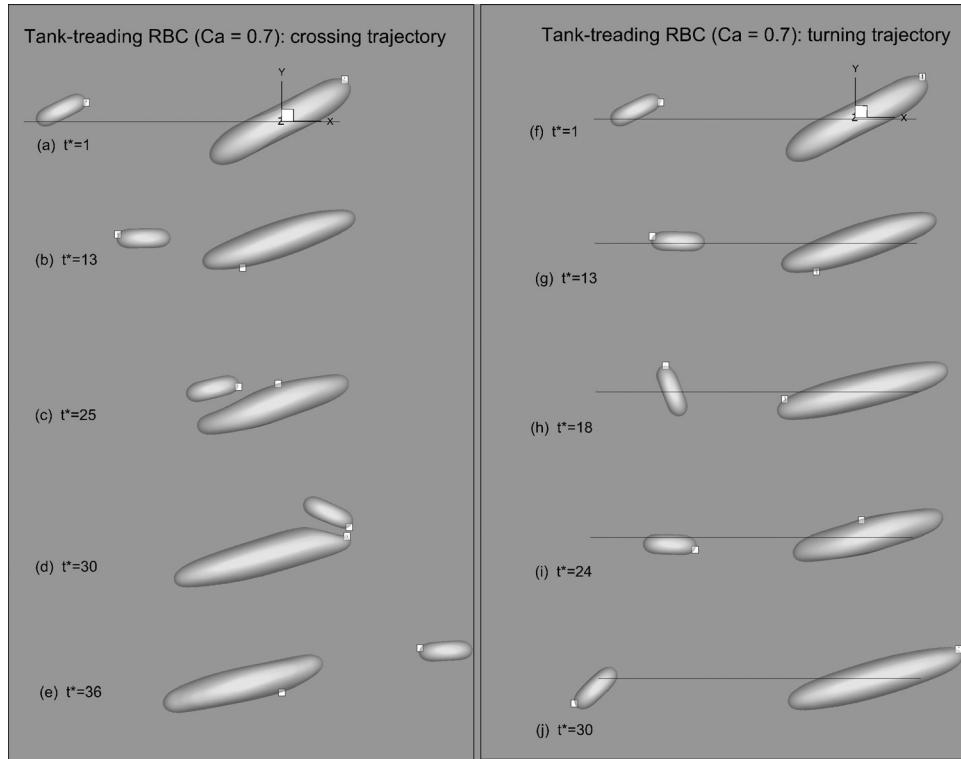 Tank-treading RBC (Ca = 0.7): crossing trajectory
Y
Z
X
(a) t*=1
(b) t*=13
(c) t*=25
(d) t*=30
(e) t*=36
Tank-treading RBC (Ca = 0.7): turning trajectory
Y
Z
X
(f) t*=1
(g) t*=13
(h) t*=18
(i) t*=24
(j) t*=30